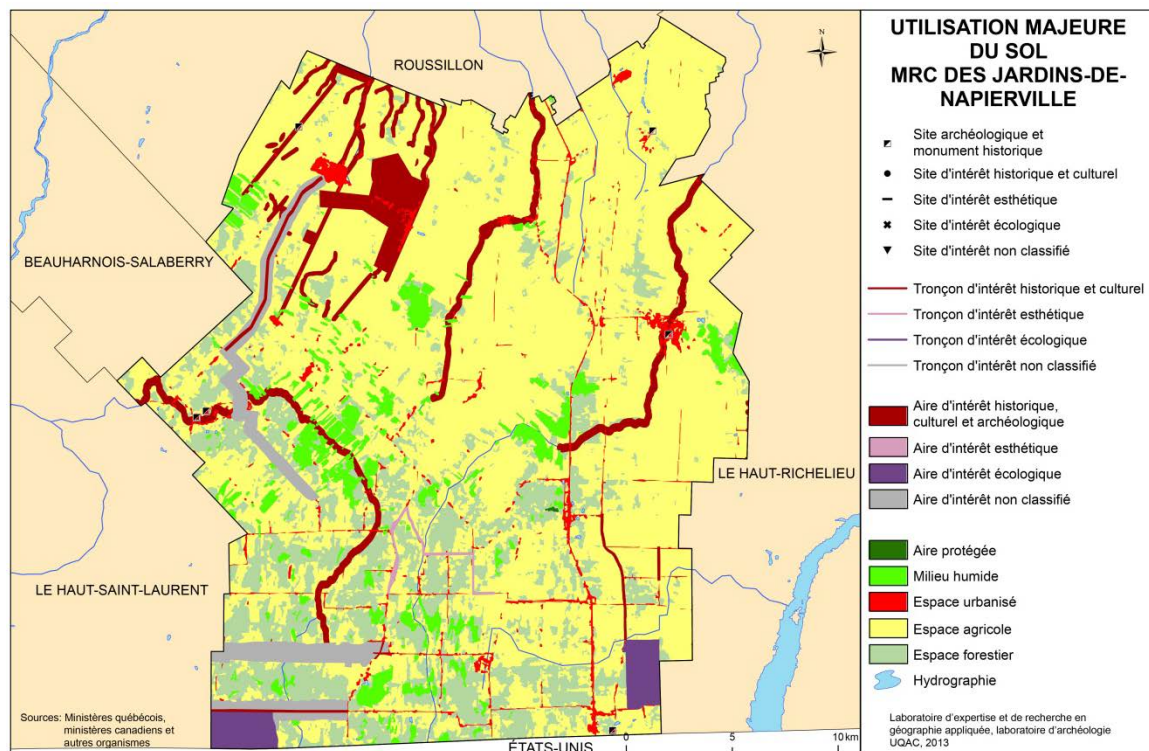 ROUSSILLON
N
BEAUHARNOIS-SALABERRY
LE HAUT-RICHELIEU
LE HAUT-SAINT-LAURENT
Sources: Ministères québécois,
ministères canadiens et
autres organismes
ÉTATS-UNIS
0
5
10 km
UTILISATION MAJEURE
DU SOL
MRC DES JARDINS-DE-
NAPIERVILLE
Site archéologique et
monument historique
Site d'intérêt historique et culturel
Site d'intérêt esthétique
Site d'intérêt écologique
Site d'intérêt non classifié
Tronçon d'intérêt historique et culturel
Tronçon d'intérêt esthétique
Tronçon d'intérêt écologique
Tronçon d'intérêt non classifié
Aire d'intérêt historique,
culturel et archéologique
Aire d'intérêt esthétique
Aire d'intérêt écologique
Aire d'intérêt non classifié
Aire protégée
Milieu humide
Espace urbanisé
Espace agricole
Espace forestier
Hydrographie
Laboratoire d'expertise et de recherche en
géographie appliquée, laboratoire d'archéologie
UQAC, 2013